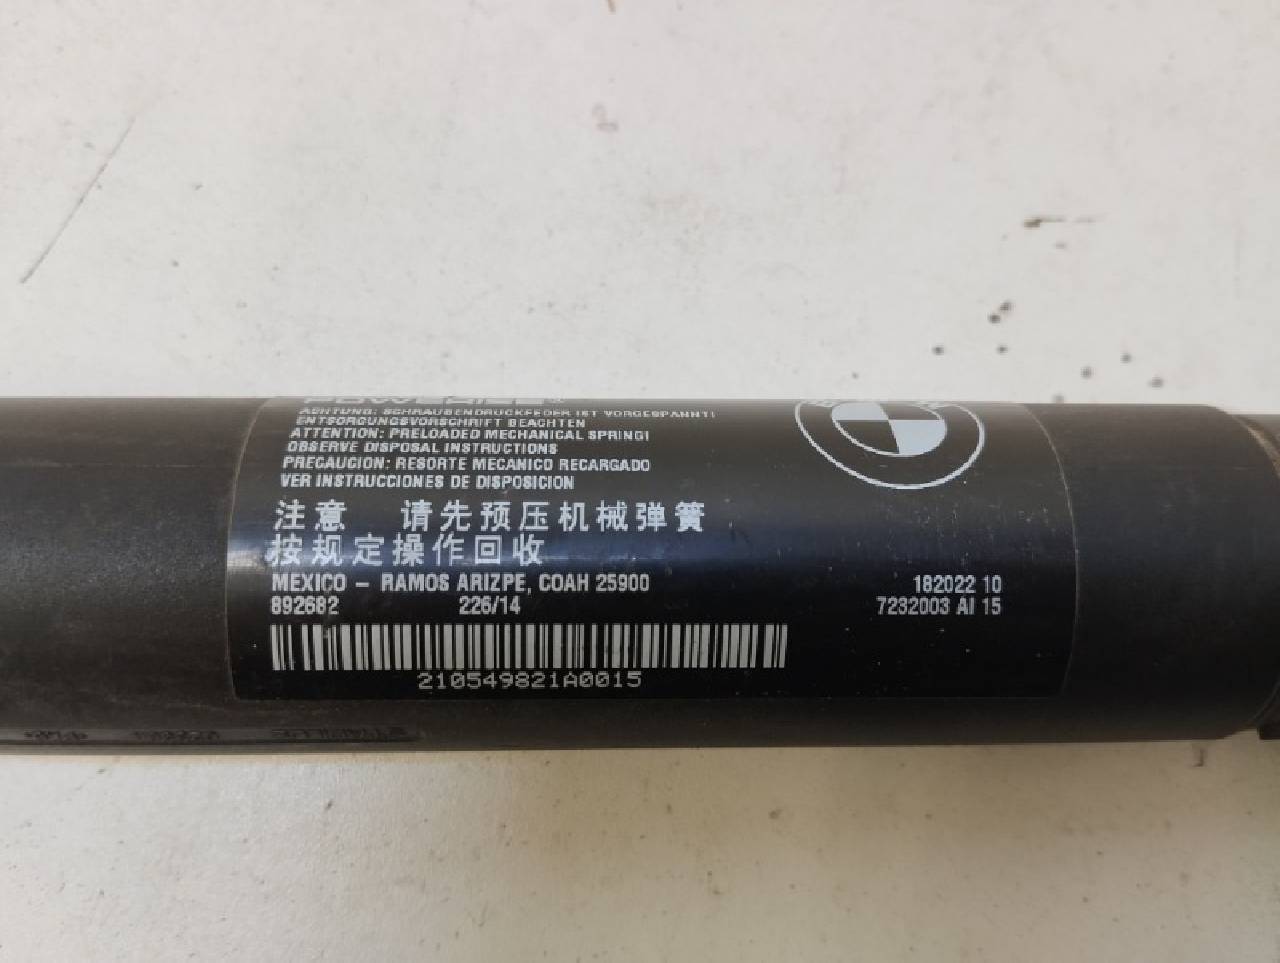 POWERISE®
ACHTUNG: SCHRAUBENDRUCKFEDER IST VORGESPANNT!
ENTSORGUNGSVORSCHRIFT BEACHTEN
ATTENTION: PRELOADED MECHANICAL SPRING!
OBSERVE DISPOSAL INSTRUCTIONS
PRECAUCION: RESORTE MECANICO RECARGADO
VER INSTRUCCIONES DE DISPOSICION
注意 请先预压机械弹簧
按规定操作回收
MEXICO - RAMOS ARIZPE, COAH 25900 182022 10
892682 226/14 7232003 AI 15
210549821A0015